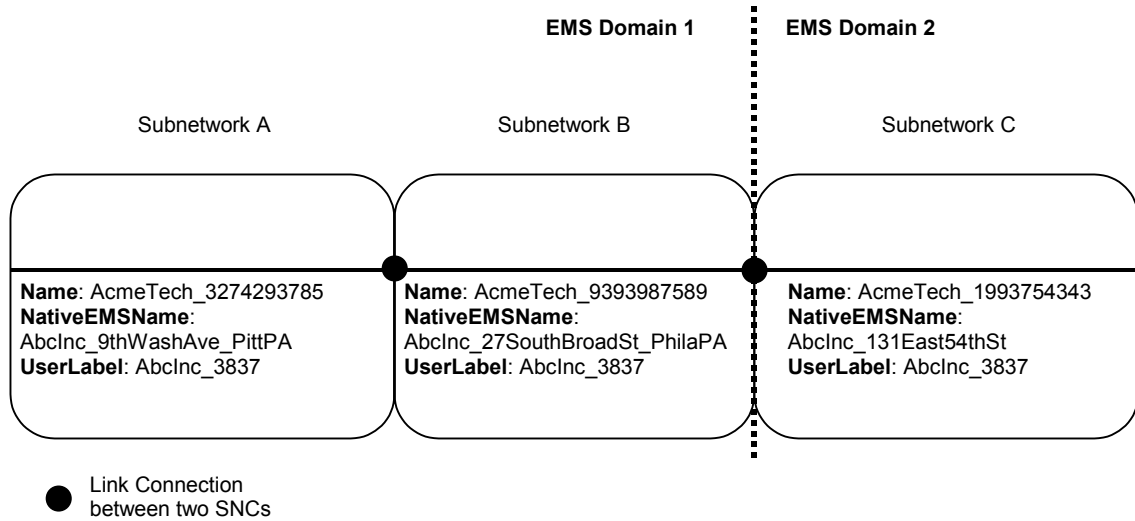 EMS Domain 1
EMS Domain 2
Subnetwork A
Subnetwork B
Subnetwork C
Name: AcmeTech_3274293785
NativeEMSName:
AbcInc_9thWashAve_PittPA
UserLabel: AbcInc_3837
Name: AcmeTech_9393987589
NativeEMSName:
AbcInc_27SouthBroadSt_PhilaPA
UserLabel: AbcInc_3837
Name: AcmeTech_1993754343
NativeEMSName:
AbcInc_131East54thSt
UserLabel: AbcInc_3837
Link Connection
between two SNCs